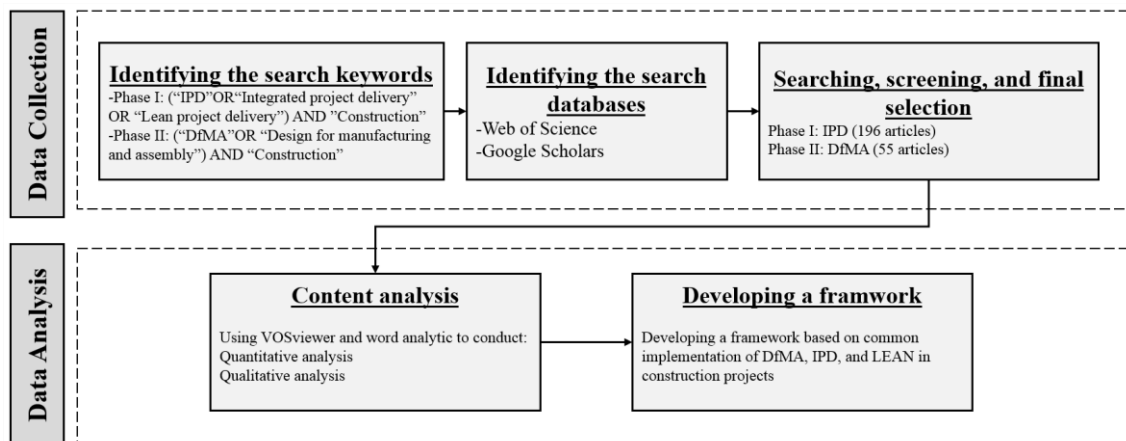 Data Collection
Identifying the search keywords
-Phase I: (“IPD”OR“Integrated project delivery”
OR “Lean project delivery”) AND ”Construction”
-Phase II: (“DfMA”OR “Design for manufacturing
and assembly”) AND “Construction”
Identifying the search
databases
-Web of Science
-Google Scholars
Searching, screening, and final
selection
Phase I: IPD (196 articles)
Phase II: DfMA (55 articles)
Data Analysis
Content analysis
Using VOSviewer and word analytic to conduct:
Quantitative analysis
Qualitative analysis
Developing a framwork
Developing a framework based on common
implementation of DfMA, IPD, and LEAN in
construction projects